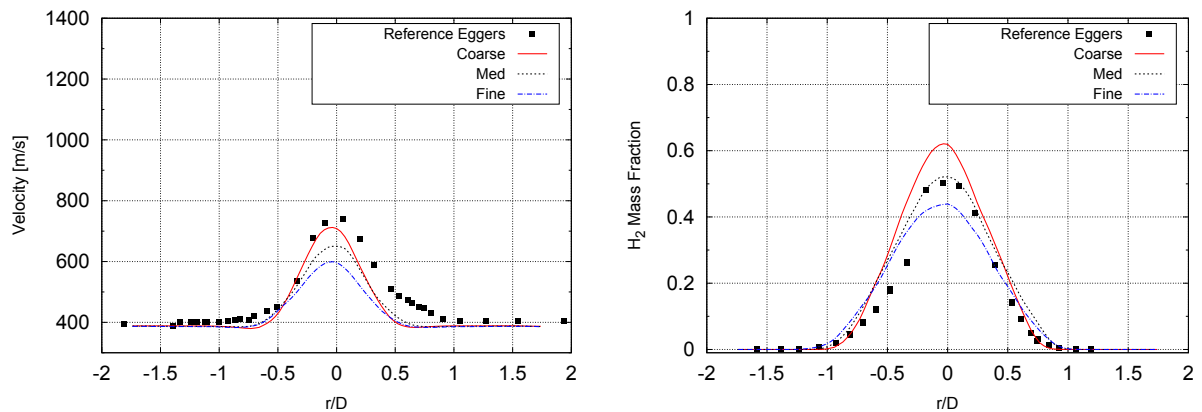 1400
1200
1000
800
600
400
Velocity [m/s]
-2 -1.5 -1 -0.5 0 0.5 1 1.5 2
r/D
Reference Eggers
Coarse
Med
Fine
1
0.8
0.6
0.4
0.2
0
H2 Mass Fraction
-2 -1.5 -1 -0.5 0 0.5 1 1.5 2
r/D
Reference Eggers
Coarse
Med
Fine